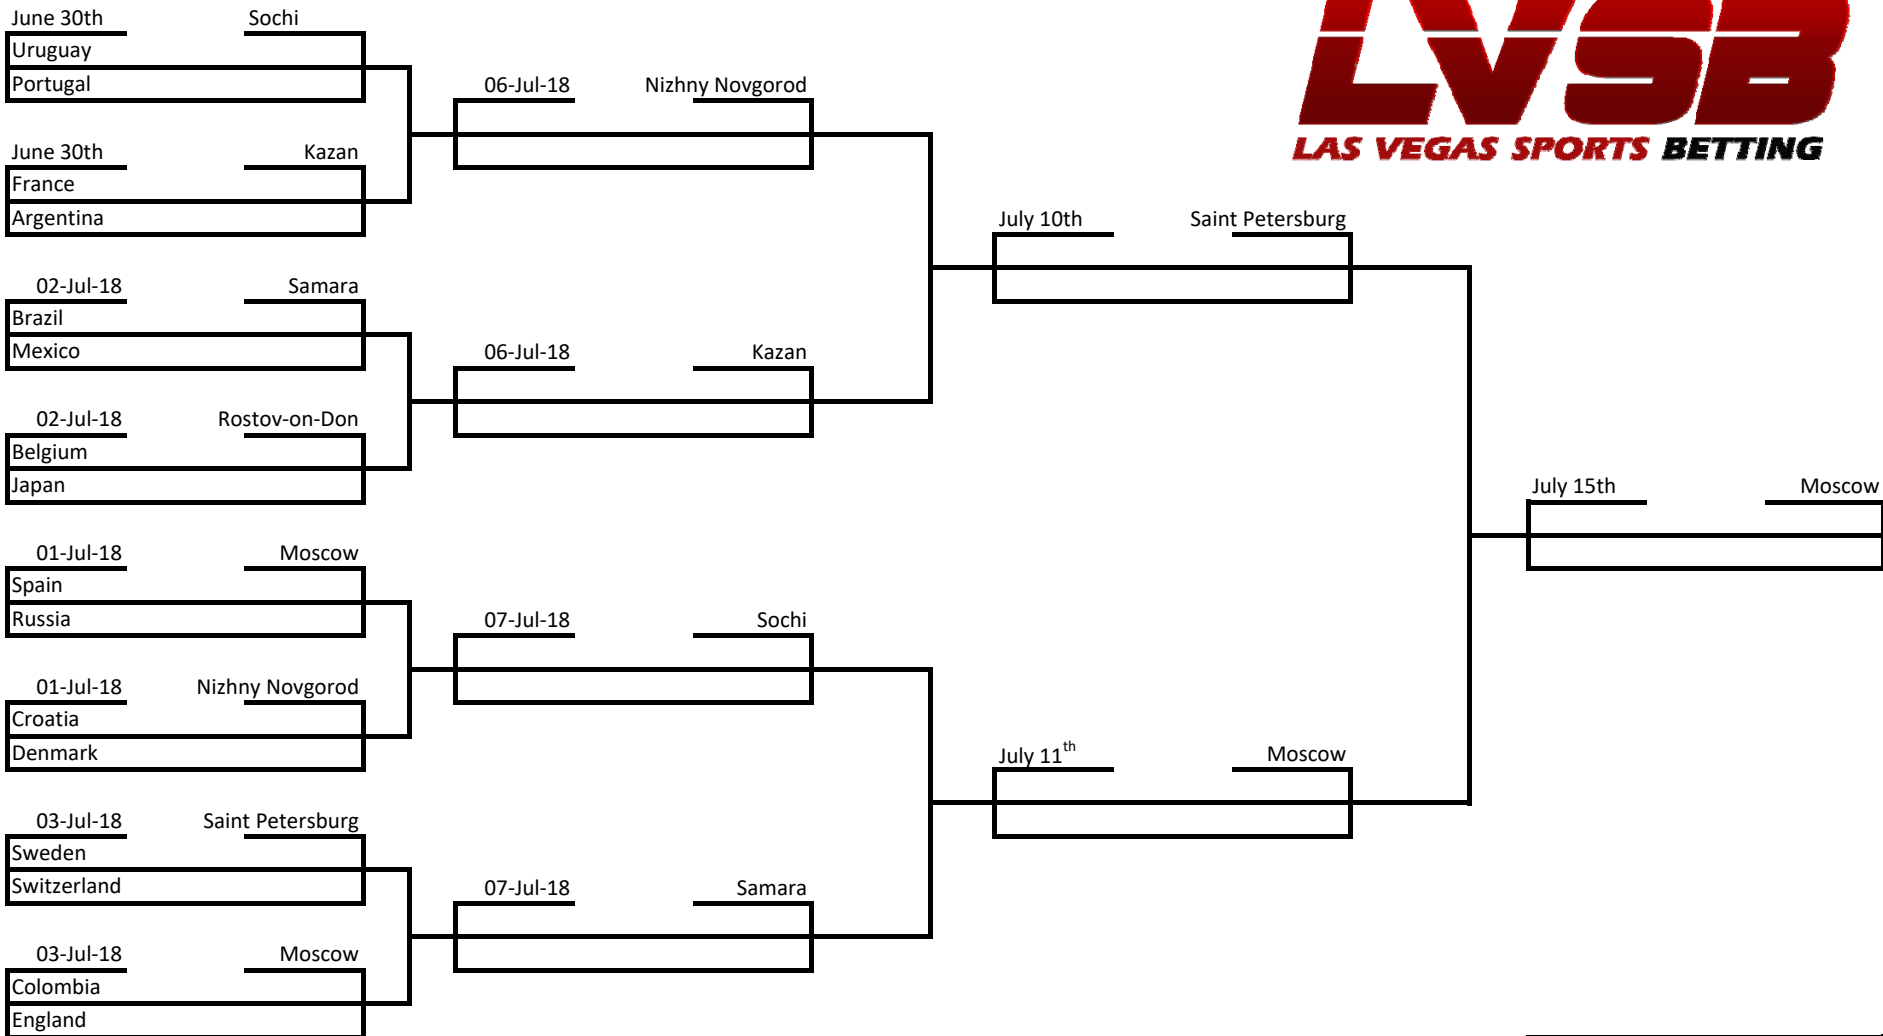 June 30th Sochi
Uruguay
Portugal
June 30th Kazan
France
Argentina
02-Jul-18 Samara
Brazil
Mexico
02-Jul-18 Rostov-on-Don
Belgium
Japan
01-Jul-18 Moscow
Spain
Russia
01-Jul-18 Nizhny Novgorod
Croatia
Denmark
03-Jul-18 Saint Petersburg
Sweden
Switzerland
03-Jul-18 Moscow
Colombia
England
06-Jul-18 Nizhny Novgorod
06-Jul-18 Kazan
07-Jul-18 Sochi
07-Jul-18 Samara
July 10th Saint Petersburg
July 11th Moscow
LVSB
LAS VEGAS SPORTS BETTING
July 15th Moscow